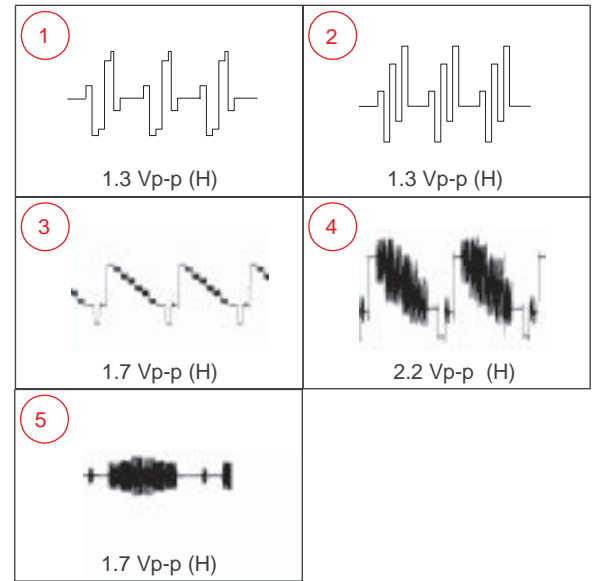 1
2
1.3 Vp-p (H)
1.3 Vp-p (H)
3
4
1.7 Vp-p (H)
2.2 Vp-p (H)
5
1.7 Vp-p (H)